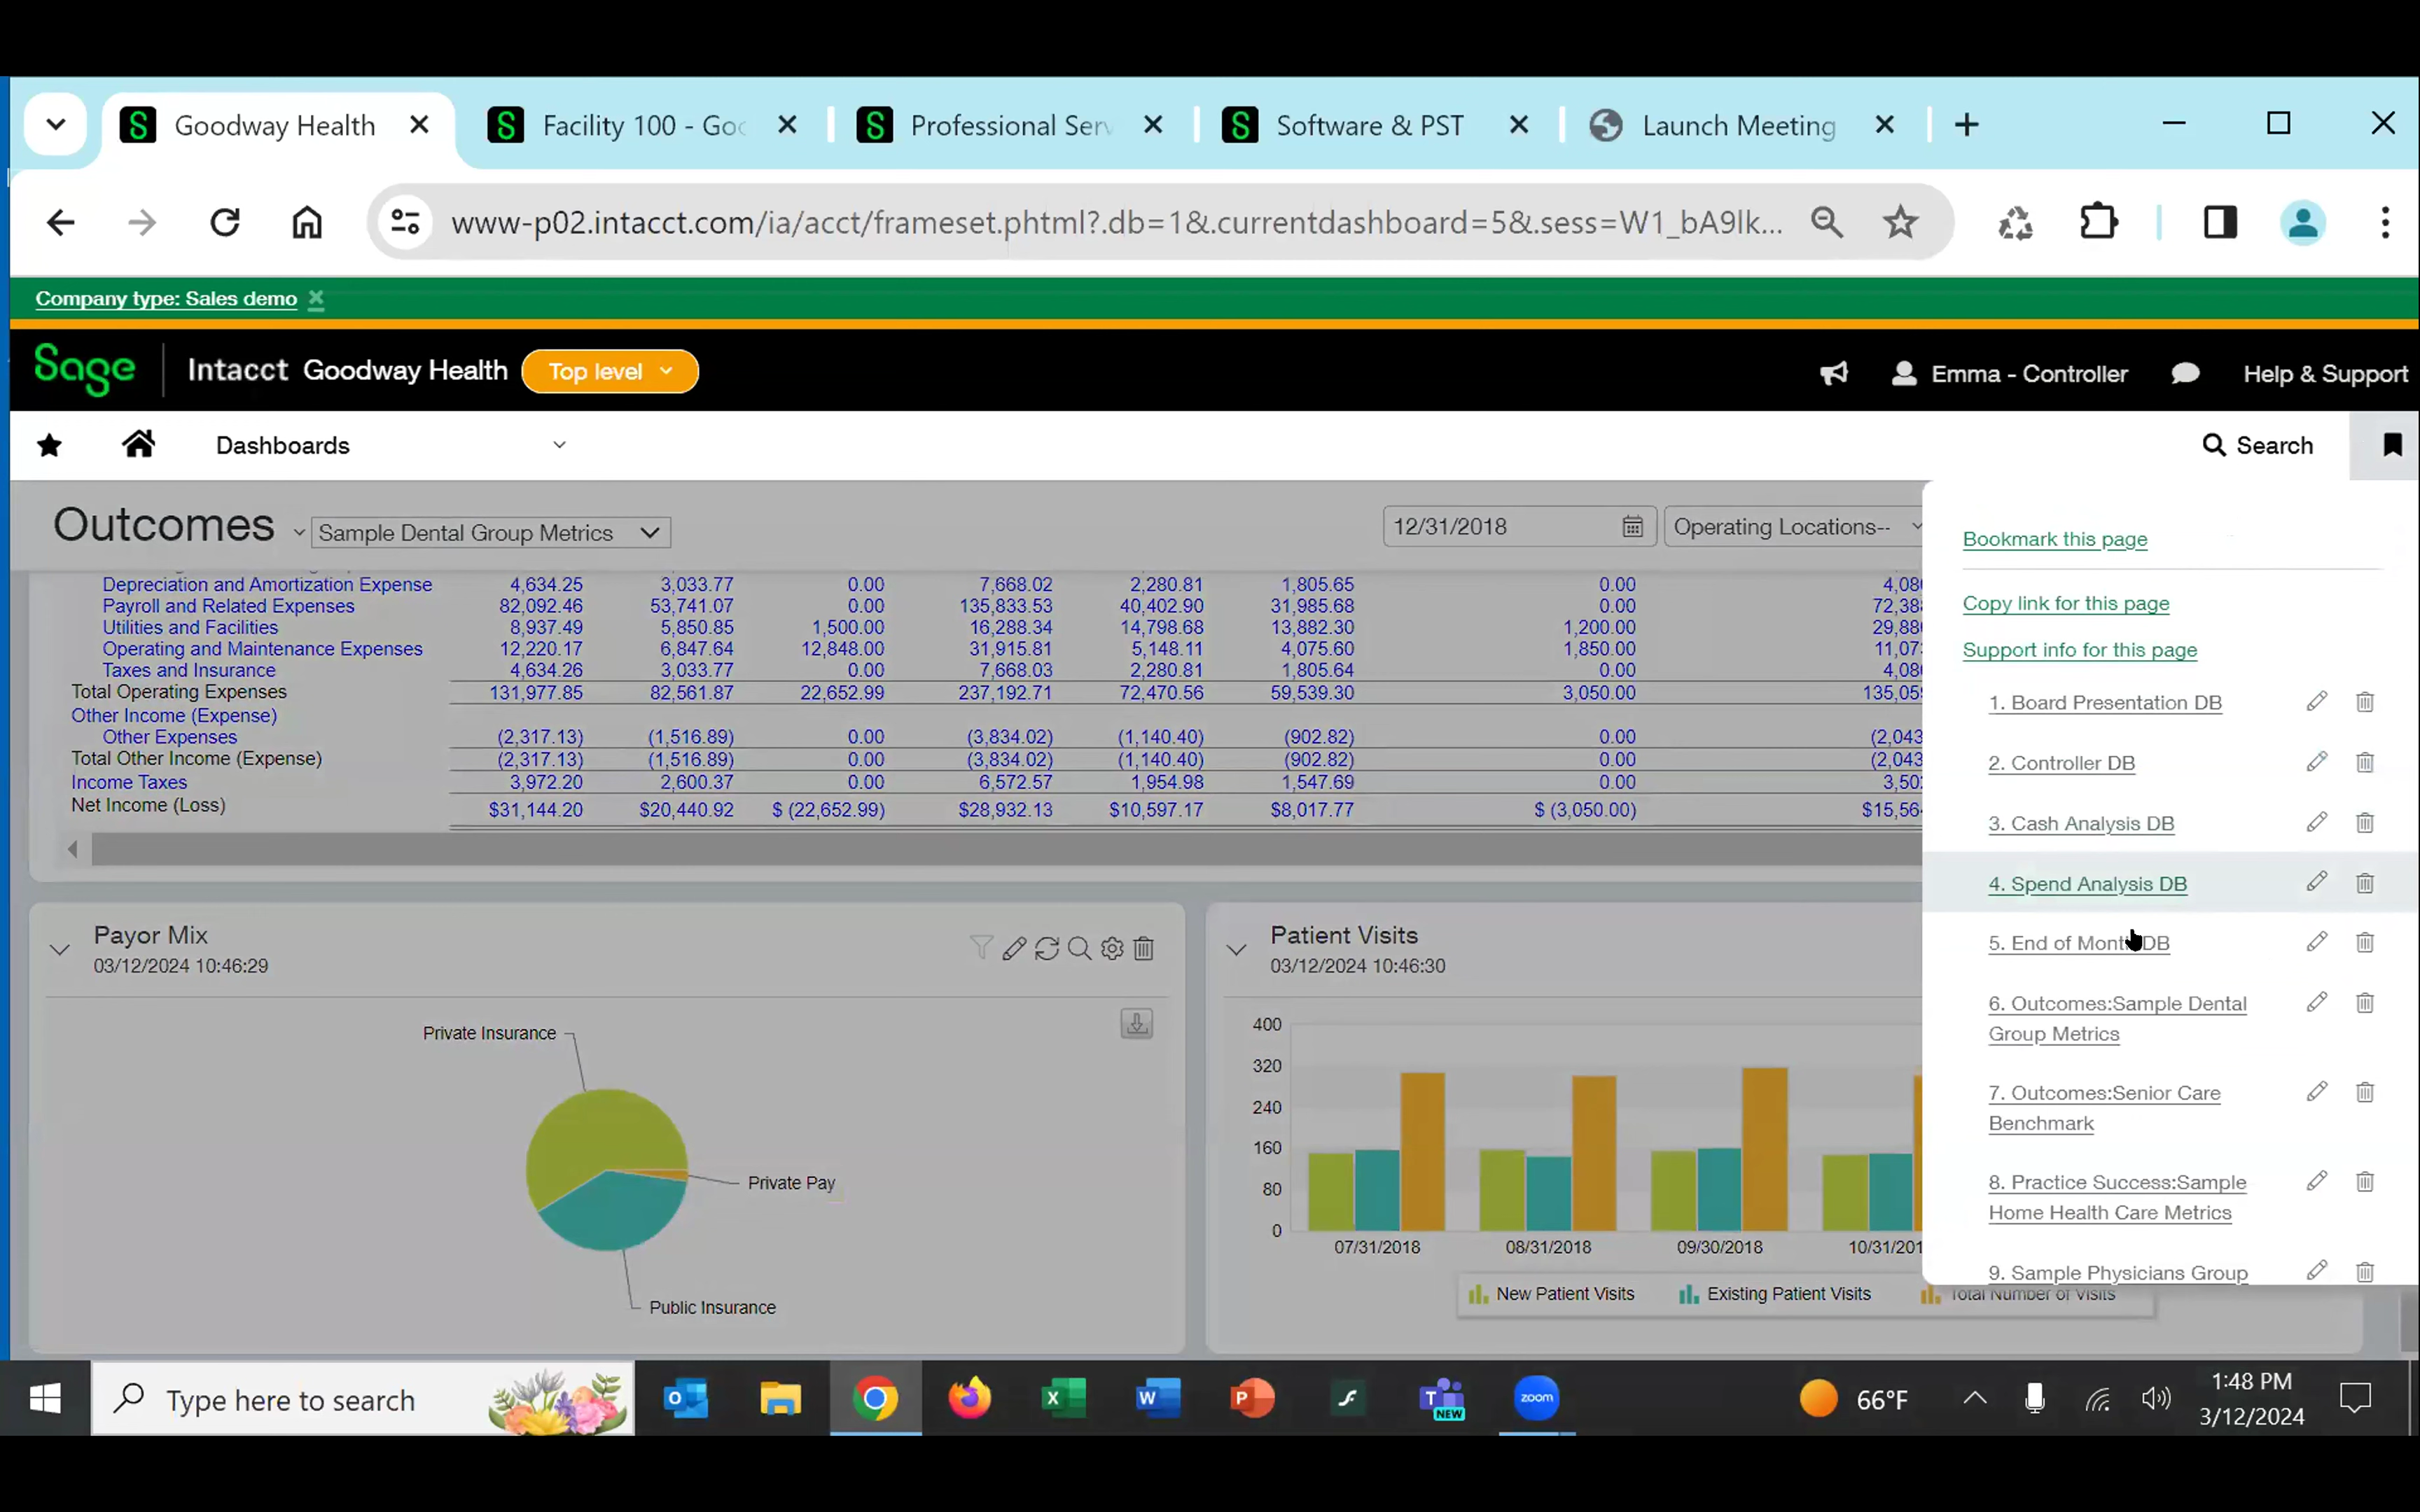 Goodway Health
Facility 100 - Goo
Professional Serv
Software & PST
Launch Meeting
www-p02.intacct.com/ia/acct/frameset.phtml?.db=1&.currentdashboard=5&.sess=W1_bA9lk...
Company type: Sales demo
Sage Intacct Goodway Health Top level
Emma - Controller
Help & Support
Dashboards
Search
Outcomes
Sample Dental Group Metrics
12/31/2018
Operating Locations--
Depreciation and Amortization Expense 4,634.25 3,033.77 0.00 7,668.02 2,280.81 1,805.65 0.00
Payroll and Related Expenses 82,092.46 53,741.07 0.00 135,833.53 40,402.90 31,985.68 0.00
Utilities and Facilities 8,937.49 5,850.85 1,500.00 16,288.34 14,798.68 13,882.30 1,200.00
Operating and Maintenance Expenses 12,220.17 6,847.64 12,848.00 31,915.81 5,148.11 4,075.60 1,850.00
Taxes and Insurance 4,634.26 3,033.77 0.00 7,668.03 2,280.81 1,805.64 0.00
Total Operating Expenses 131,977.85 82,561.87 22,652.99 237,192.71 72,470.56 59,539.30 3,050.00
Other Income (Expense)
Other Expenses (2,317.13) (1,516.89) 0.00 (3,834.02) (1,140.40) (902.82) 0.00 (2,043
Total Other Income (Expense) (2,317.13) (1,516.89) 0.00 (3,834.02) (1,140.40) (902.82) 0.00 (2,043
Income Taxes 3,972.20 2,600.37 0.00 6,572.57 1,954.98 1,547.69 0.00
Net Income (Loss) $31,144.20 $20,440.92 $ (22,652.99) $28,932.13 $10,597.17 $8,017.77 $ (3,050.00)
Bookmark this page
Copy link for this page
Support info for this page
1. Board Presentation DB
2. Controller DB
3. Cash Analysis DB
4. Spend Analysis DB
5. End of Month DB
6. Outcomes:Sample Dental
Group Metrics
7. Outcomes:Senior Care
Benchmark
8. Practice Success:Sample
Home Health Care Metrics
9. Sample Physicians Group
Payor Mix
03/12/2024 10:46:29
Private Insurance
Private Pay
Public Insurance
Patient Visits
03/12/2024 10:46:30
400
320
240
160
80
0
07/31/2018 08/31/2018 09/30/2018 10/31/201
New Patient Visits Existing Patient Visits Total Number of Visits
Type here to search
NEW
zoom
66°F
1:48 PM
3/12/2024